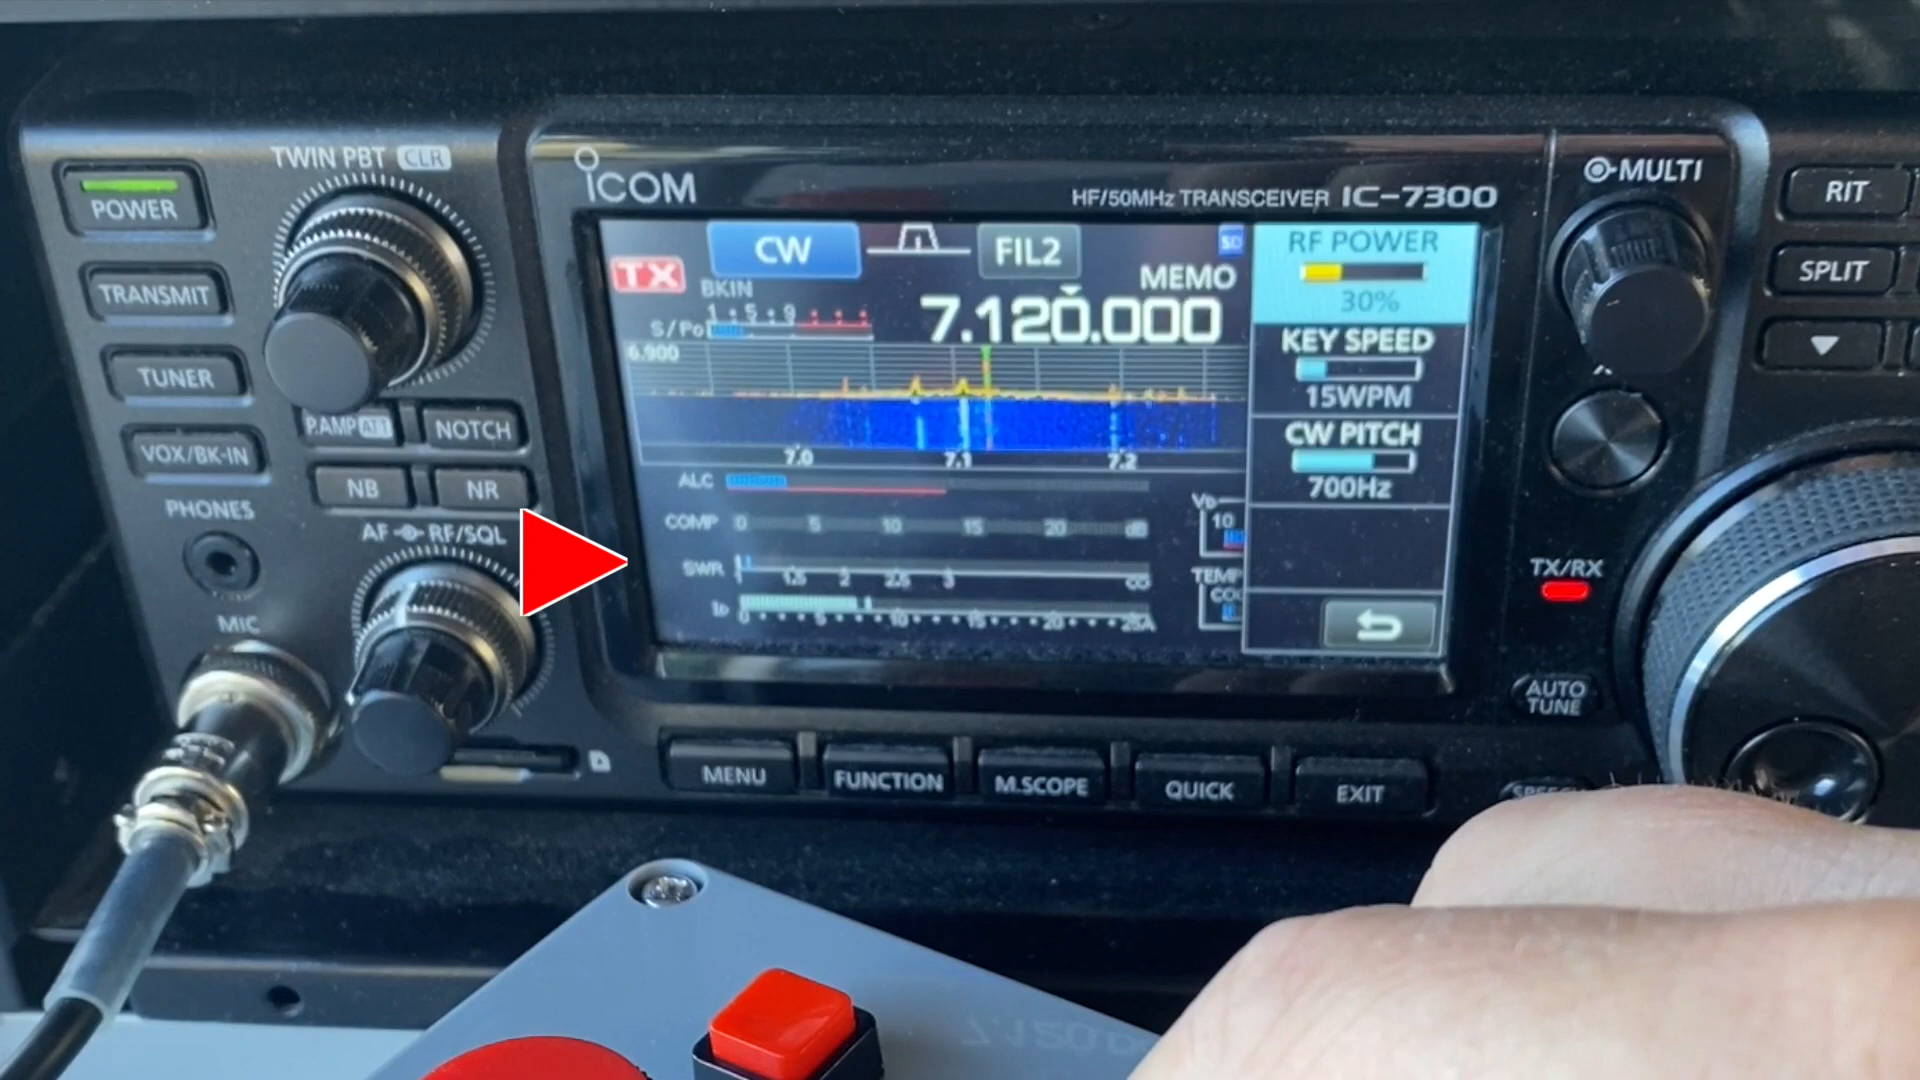 TWIN PBT CLR
POWER
TRANSMIT
TUNER
VOX/BK-IN
P.AMP ATT
NOTCH
NB
NR
PHONES
AF RF/SQL
MIC
ICOM
HF/50MHz TRANSCEIVER IC-7300
CW
FIL2
SD
TX
BKIN
MEMO
1 5 9
S/Po
7.120.000
6.900
7.0 7.1 7.2
ALC
COMP 0 5 10 15 20 dB
SWR
1 1.5 2 2.5 3 ∞
ID
0 5 10 15 20 25A
VD
10
TEMP
RF POWER
30%
KEY SPEED
15WPM
CW PITCH
700Hz
MENU
FUNCTION
M.SCOPE
QUICK
EXIT
MULTI
RIT
SPLIT
TX/RX
AUTO
TUNE